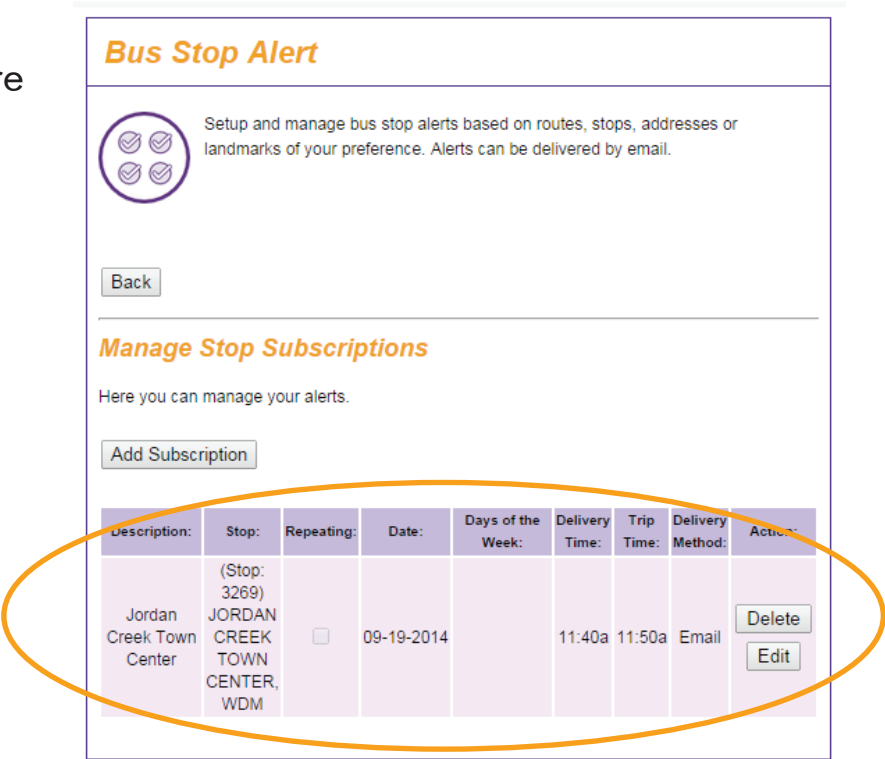 re
Bus Stop Alert
Setup and manage bus stop alerts based on routes, stops, addresses or
landmarks of your preference. Alerts can be delivered by email.
Back
Manage Stop Subscriptions
Here you can manage your alerts.
Add Subscription
Description: Stop: Repeating: Date: Days of the Week: Delivery Time: Trip Time: Delivery Method: Action:
Jordan Creek Town Center (Stop: 3269) JORDAN CREEK TOWN CENTER, WDM 09-19-2014 11:40a 11:50a Email Delete
Edit